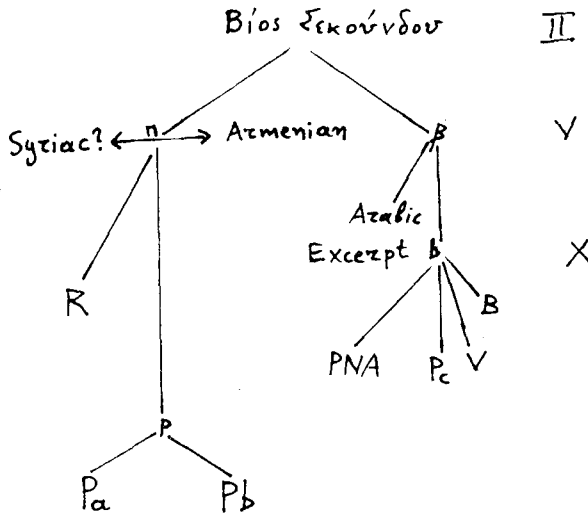 Βίος Σεκούνδου II
Syriac? π Armenian β V
Arabic
Excerpt b X
R B
PNA Pc V
p
Pa Pb